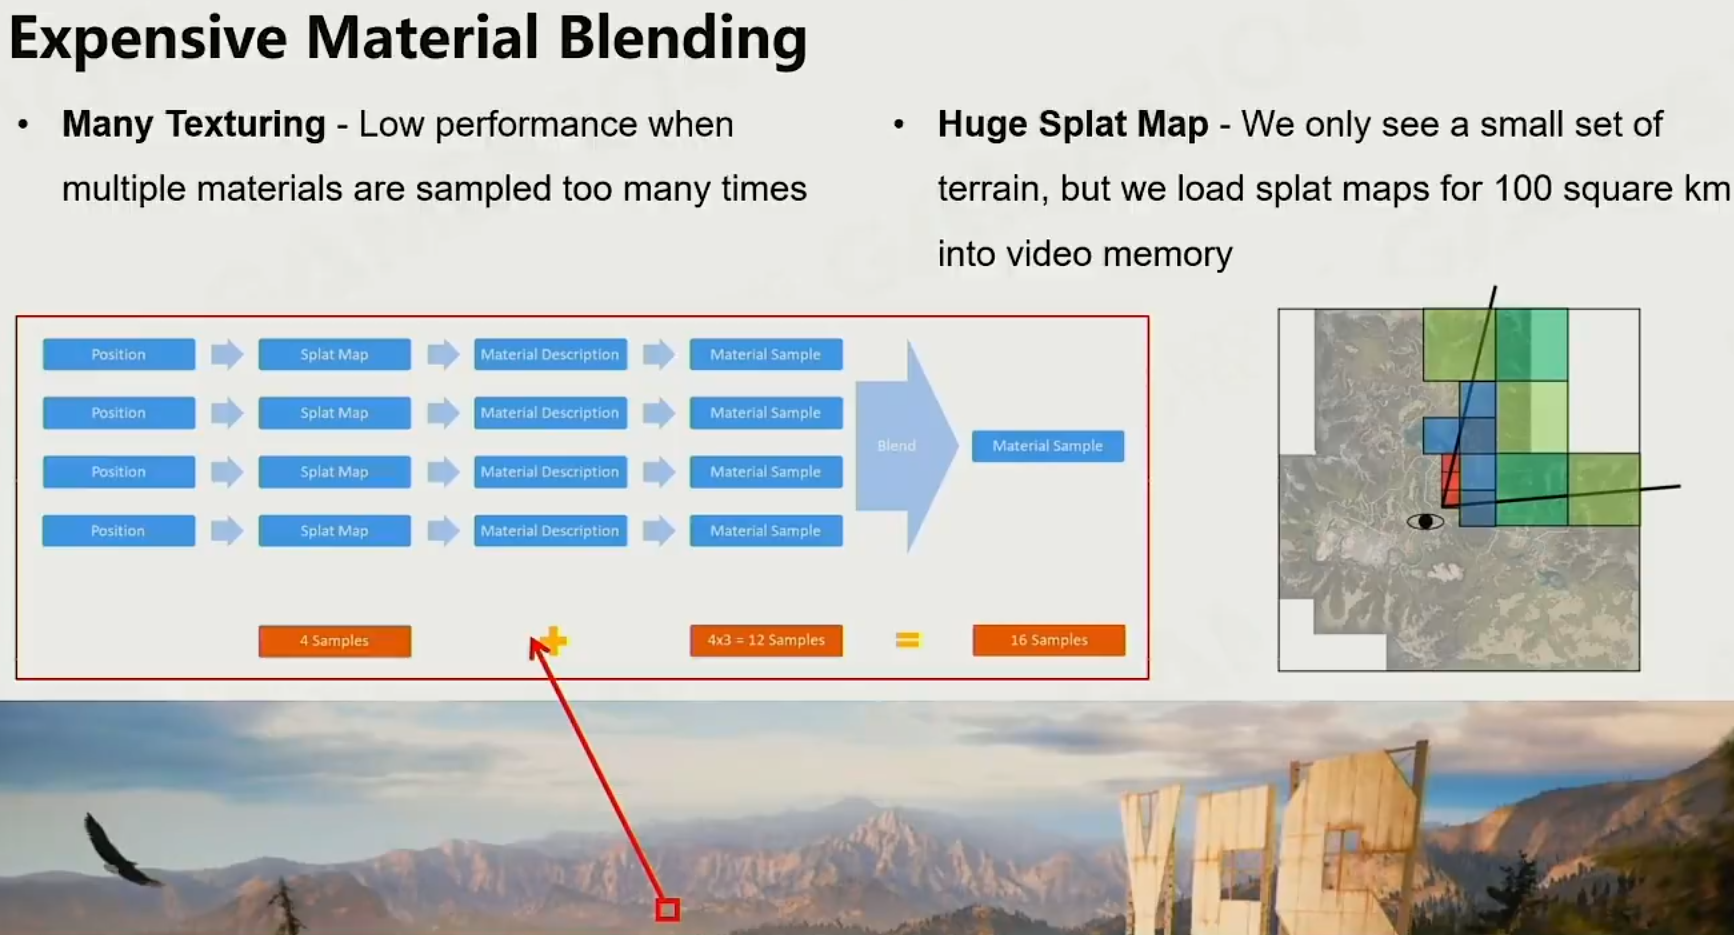 Expensive Material Blending
• Many Texturing - Low performance when
multiple materials are sampled too many times
• Huge Splat Map - We only see a small set of
terrain, but we load splat maps for 100 square km
into video memory
Position Splat Map Material Description Material Sample
Position Splat Map Material Description Material Sample
Blend Material Sample
Position Splat Map Material Description Material Sample
Position Splat Map Material Description Material Sample
4 Samples + 4x3 = 12 Samples = 16 Samples
YES